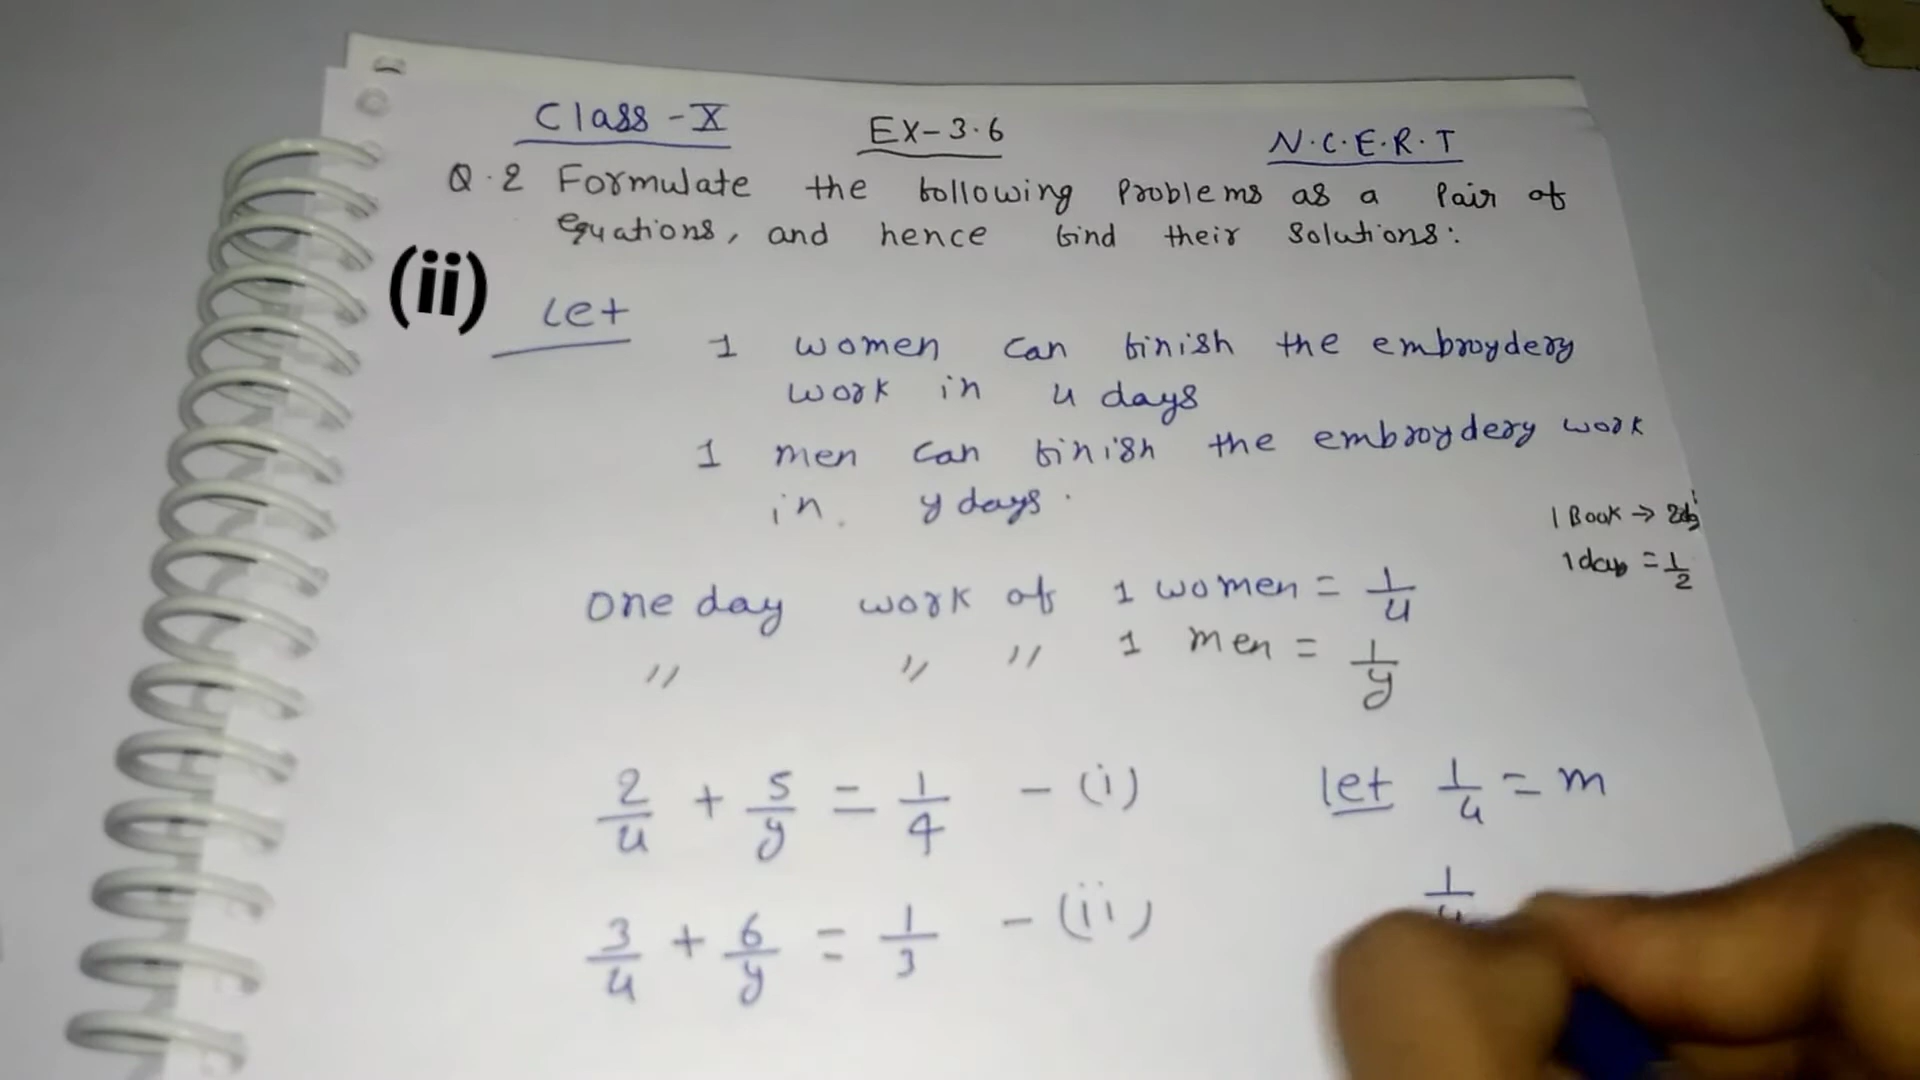 Class - X EX-3.6 N.C.E.R.T
Q.2 Formulate the following Problems as a Pair of
equations, and hence find their solutions:
(ii) Let
1 women can finish the embroydery
work in u days
1 men can finish the embroydery work
in. y days.
1 Book → 2
1 day = 1/2
one day work of 1 women = 1/u
" " " 1 men = 1/y
2/u + 5/y = 1/4 - (i) let 1/u = m
3/u + 6/y = 1/3 - (ii) 1/